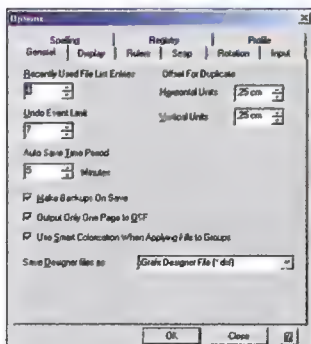 Options
Spelling Registry Profile
General Display Rulers Snap Rotation Input
Recently Used File List Entries
Offset For Duplicate
4
Horizontal Units .25 cm
Undo Event Limit
7
Vertical Units .25 cm
Auto Save Time Period
5 Minutes
Make Backups On Save
Output Only One Page to DSF
Use Smart Colorization When Applying Fills to Groups
Save Designer files as
OK Close